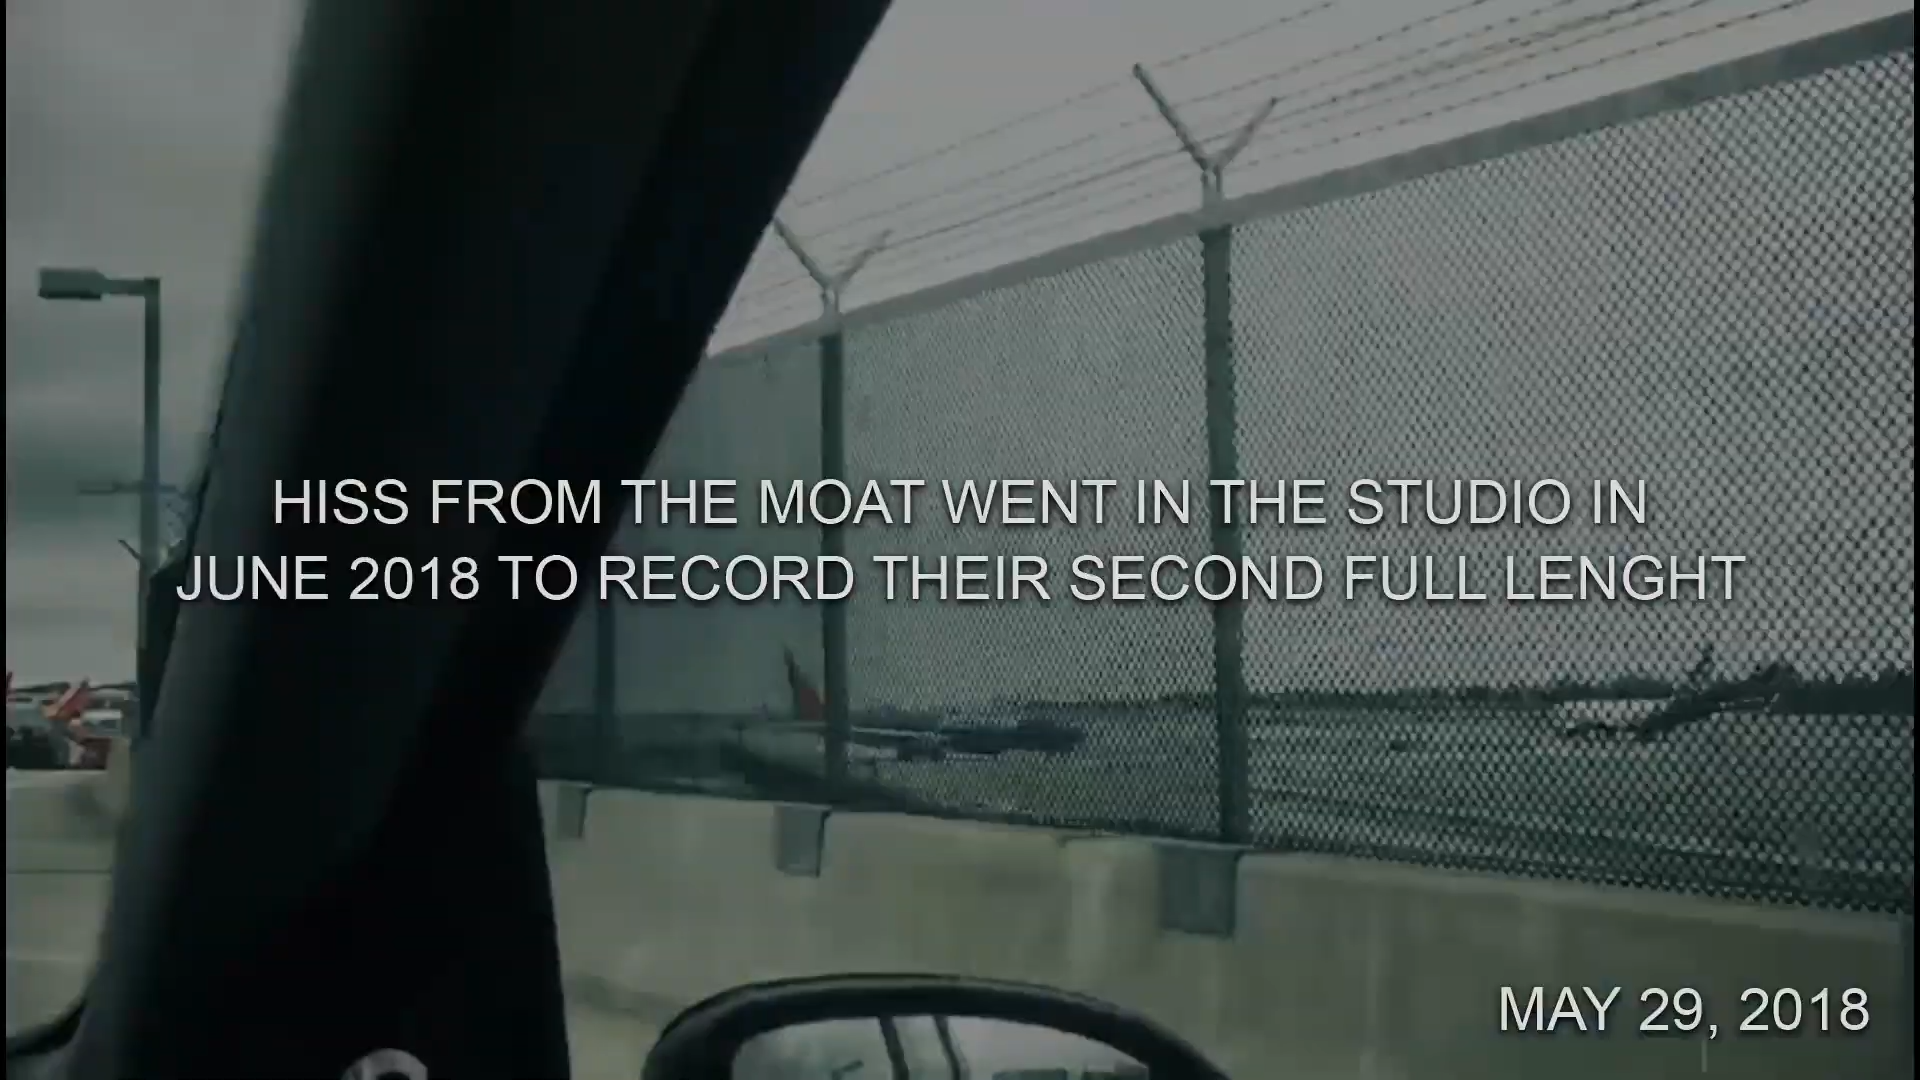 HISS FROM THE MOAT WENT IN THE STUDIO IN
JUNE 2018 TO RECORD THEIR SECOND FULL LENGHT
MAY 29, 2018